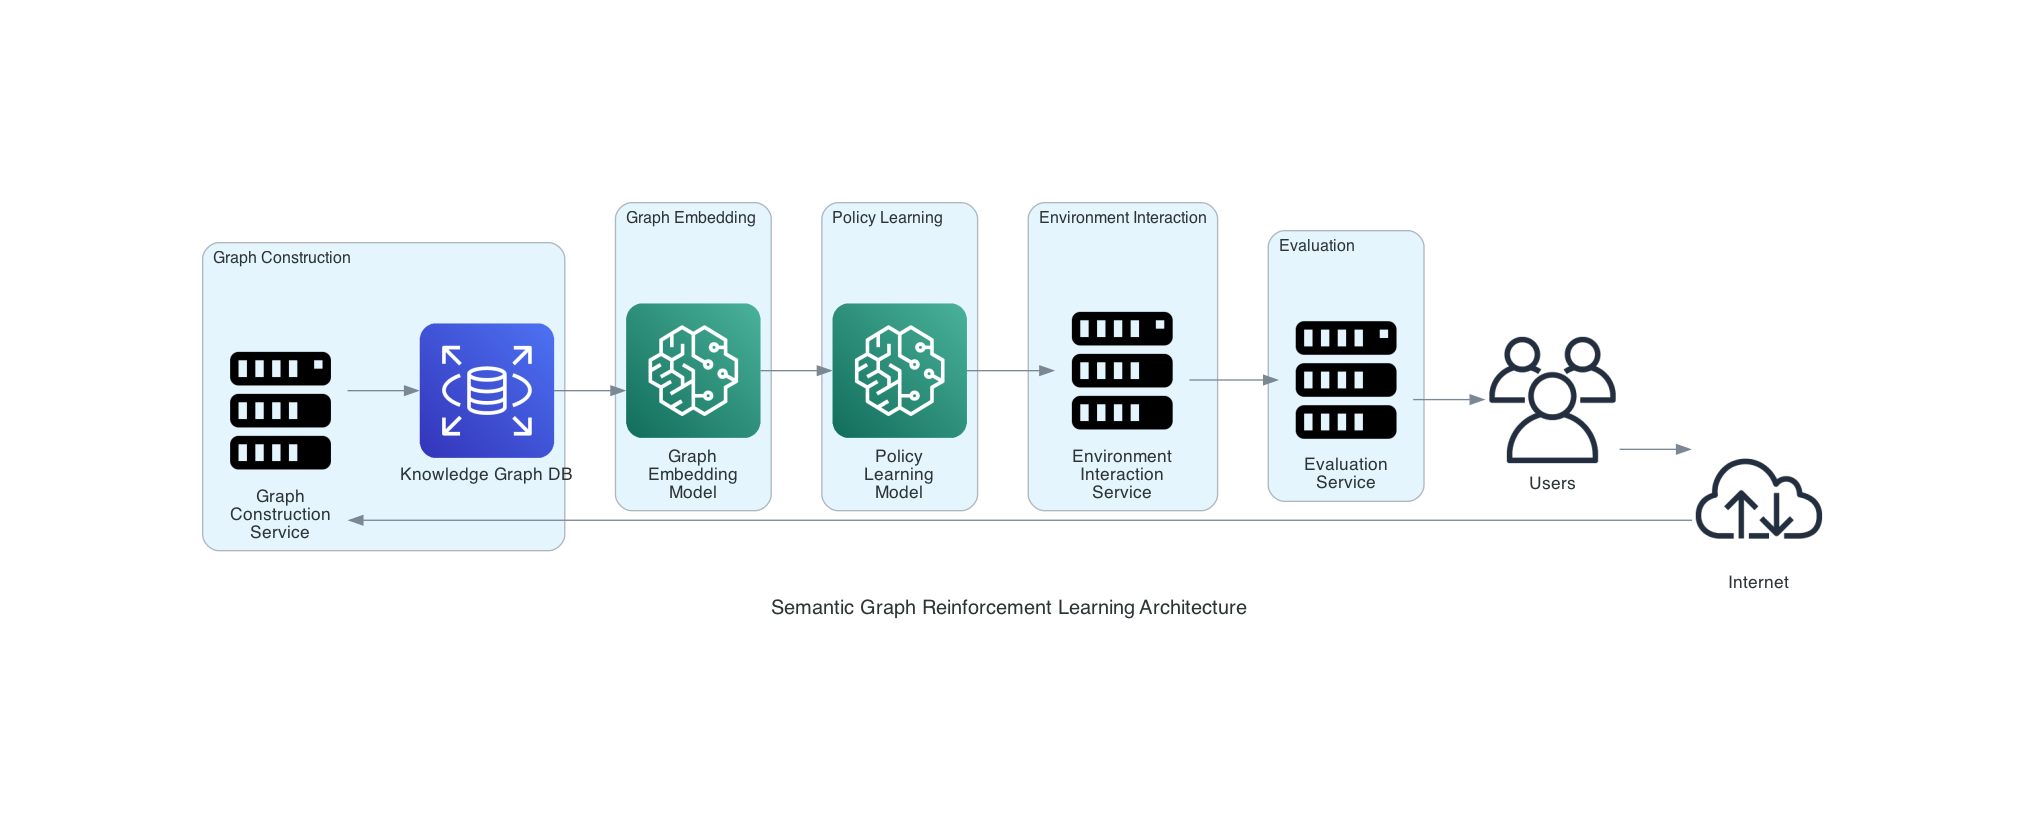 Graph Construction
Graph
Construction
Service
Knowledge Graph DB
Graph Embedding
Graph
Embedding
Model
Policy Learning
Policy
Learning
Model
Environment Interaction
Environment
Interaction
Service
Evaluation
Evaluation
Service
Users
Internet
Semantic Graph Reinforcement Learning Architecture